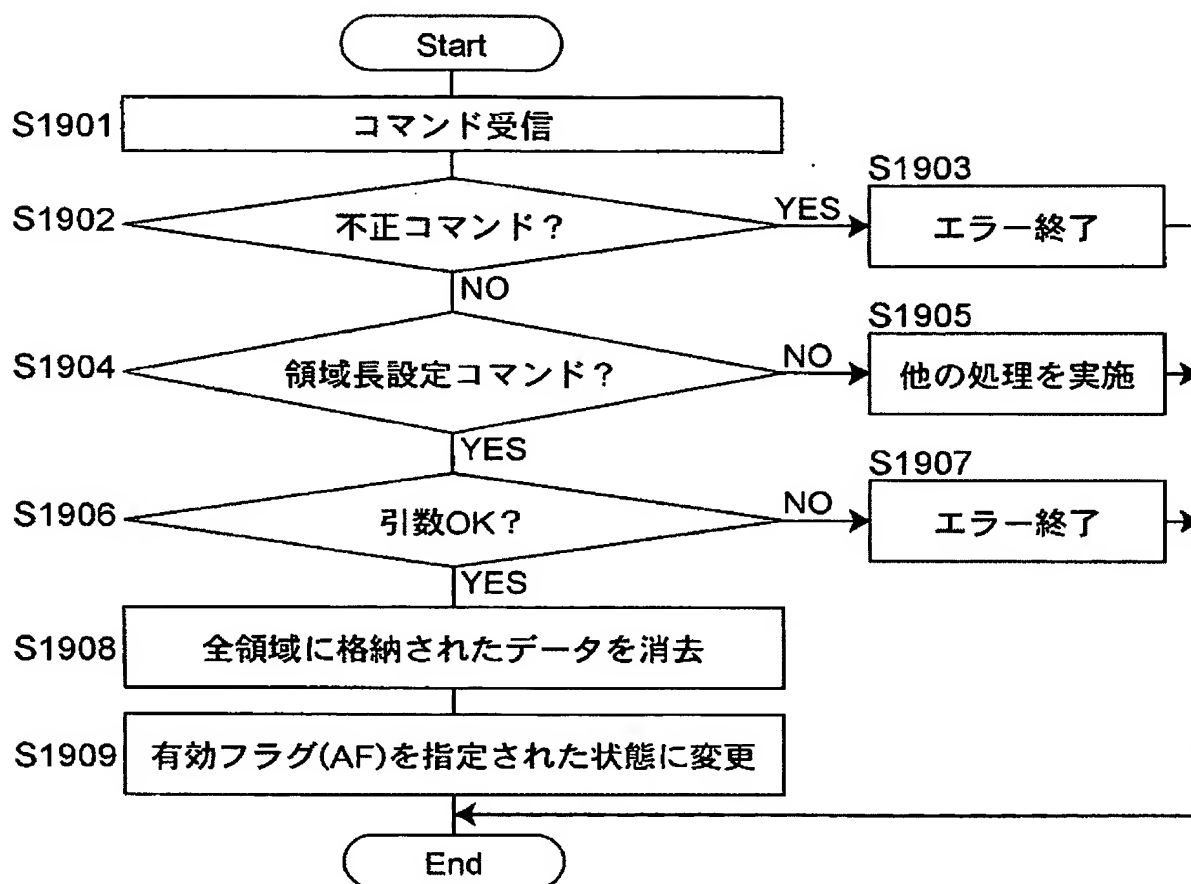 Start
S1901
コマンド受信
S1902
不正コマンド？
YES
S1903
エラー終了
NO
S1904
領域長設定コマンド？
NO
S1905
他の処理を実施
YES
S1906
引数OK？
NO
S1907
エラー終了
YES
S1908
全領域に格納されたデータを消去
S1909
有効フラグ(AF)を指定された状態に変更
End